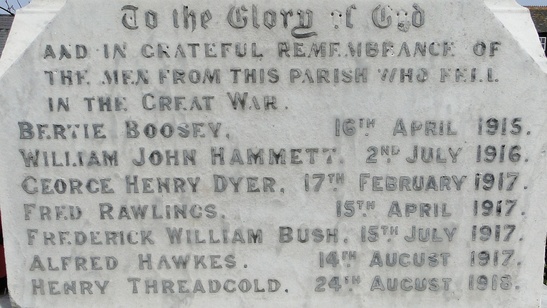 To the Glory of God
AND IN GRATEFUL REMEMBRANCE OF
THE MEN FROM THIS PARISH WHO FELL
IN THE GREAT WAR.
BERTIE BOOSEY. 16TH APRIL 1915.
WILLIAM JOHN HAMMETT. 2ND JULY 1916.
GEORGE HENRY DYER. 17TH FEBRUARY 1917.
FRED RAWLINGS. 15TH APRIL 1917.
FREDERICK WILLIAM BUSH. 15TH JULY 1917.
ALFRED HAWKES. 14TH AUGUST 1917.
HENRY THREADGOLD. 24TH AUGUST 1918.